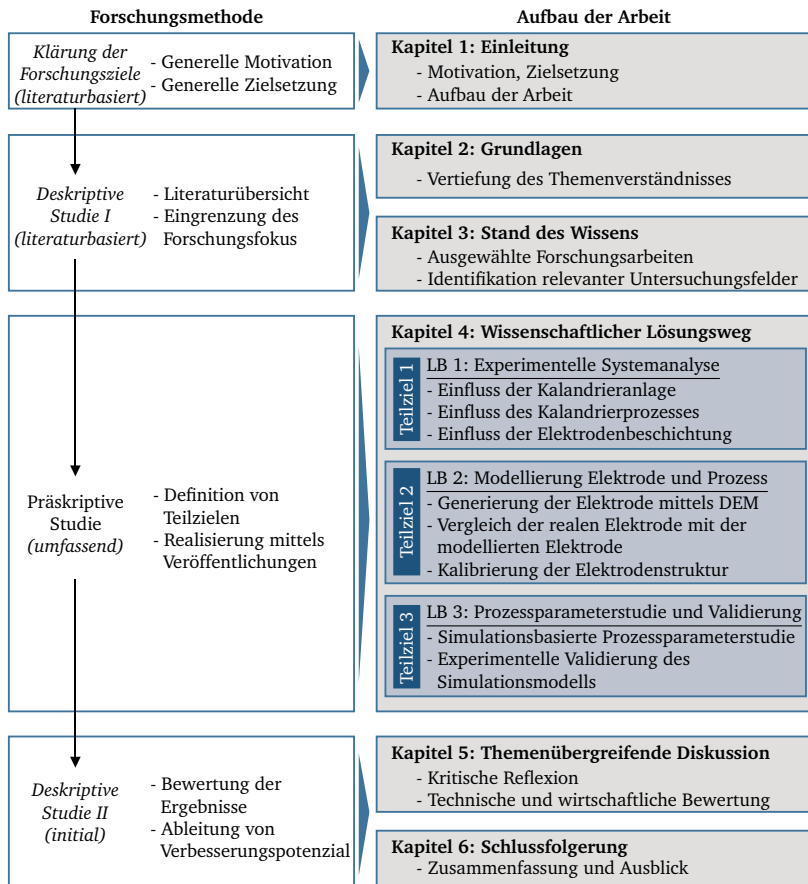 Forschungsmethode
Aufbau der Arbeit
Klärung der
Forschungsziele
(literaturbasiert)
- Generelle Motivation
- Generelle Zielsetzung
Kapitel 1: Einleitung
- Motivation, Zielsetzung
- Aufbau der Arbeit
Deskriptive
Studie I
(literaturbasiert)
- Literaturübersicht
- Eingrenzung des
Forschungsfokus
Kapitel 2: Grundlagen
- Vertiefung des Themenverständnisses
Kapitel 3: Stand des Wissens
- Ausgewählte Forschungsarbeiten
- Identifikation relevanter Untersuchungsfelder
Präskriptive
Studie
(umfassend)
- Definition von
Teilzielen
- Realisierung mittels
Veröffentlichungen
Kapitel 4: Wissenschaftlicher Lösungsweg
Teilziel 1
LB 1: Experimentelle Systemanalyse
- Einfluss der Kalandrieranlage
- Einfluss des Kalandrierprozesses
- Einfluss der Elektrodenbeschichtung
Teilziel 2
LB 2: Modellierung Elektrode und Prozess
- Generierung der Elektrode mittels DEM
- Vergleich der realen Elektrode mit der
modellierten Elektrode
- Kalibrierung der Elektrodenstruktur
Teilziel 3
LB 3: Prozessparameterstudie und Validierung
- Simulationsbasierte Prozessparameterstudie
- Experimentelle Validierung des
Simulationsmodells
Deskriptive
Studie II
(initial)
- Bewertung der
Ergebnisse
- Ableitung von
Verbesserungspotenzial
Kapitel 5: Themenübergreifende Diskussion
- Kritische Reflexion
- Technische und wirtschaftliche Bewertung
Kapitel 6: Schlussfolgerung
- Zusammenfassung und Ausblick